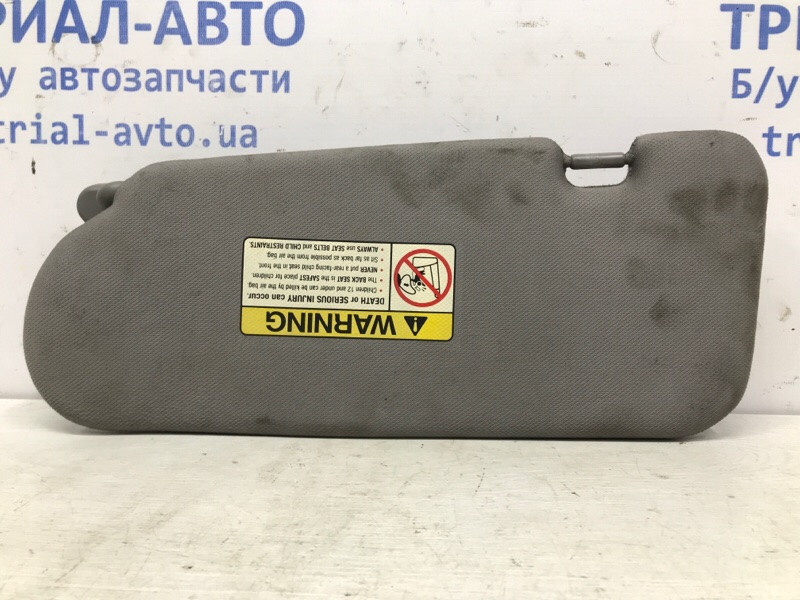 РИАЛ-АВТО
/у автозапчасти
trial-avto.ua
ТРИ
Б/у
tr
WARNING
DEATH or SERIOUS INJURY can occur.
• Children 12 and under can be killed by the air bag.
• The BACK SEAT is the SAFEST place for children.
• NEVER put a rear-facing child seat in the front.
• Sit as far back as possible from the air bag.
• ALWAYS use SEAT BELTS and CHILD RESTRAINTS.